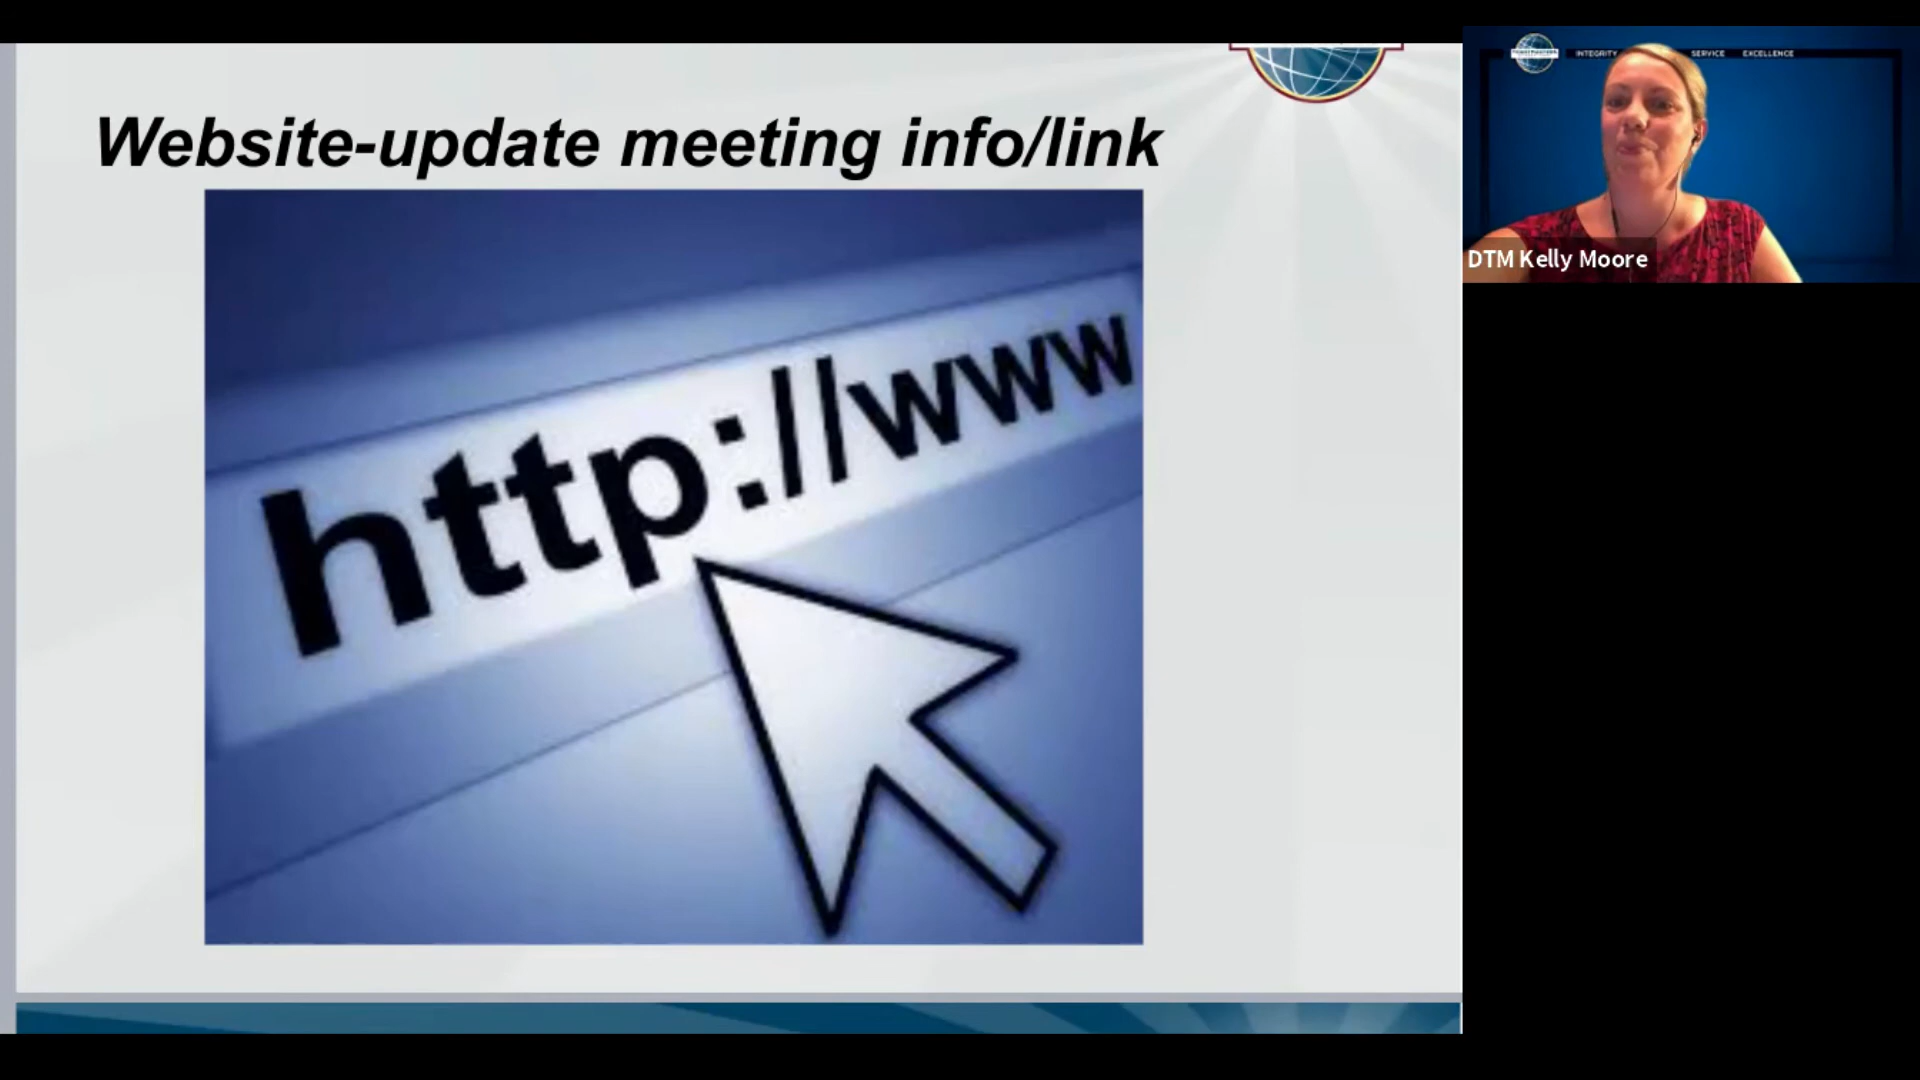 Website-update meeting info/link
http://www
INTEGRITY SERVICE EXCELLENCE
DTM Kelly Moore